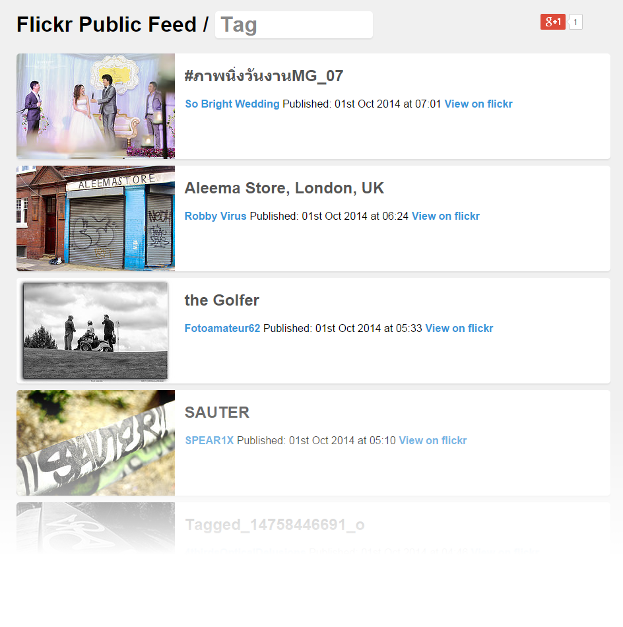 Flickr Public Feed / Tag
g+1 1
#ภาพนิ่งวันงานMG_07
So Bright Wedding Published: 01st Oct 2014 at 07:01 View on flickr
ALEEMASTORE
Aleema Store, London, UK
Robby Virus Published: 01st Oct 2014 at 06:24 View on flickr
the Golfer
Fotoamateur62 Published: 01st Oct 2014 at 05:33 View on flickr
!!SAUTER!!
SAUTER
SPEAR1X Published: 01st Oct 2014 at 05:10 View on flickr
Tagged_14758446691_o